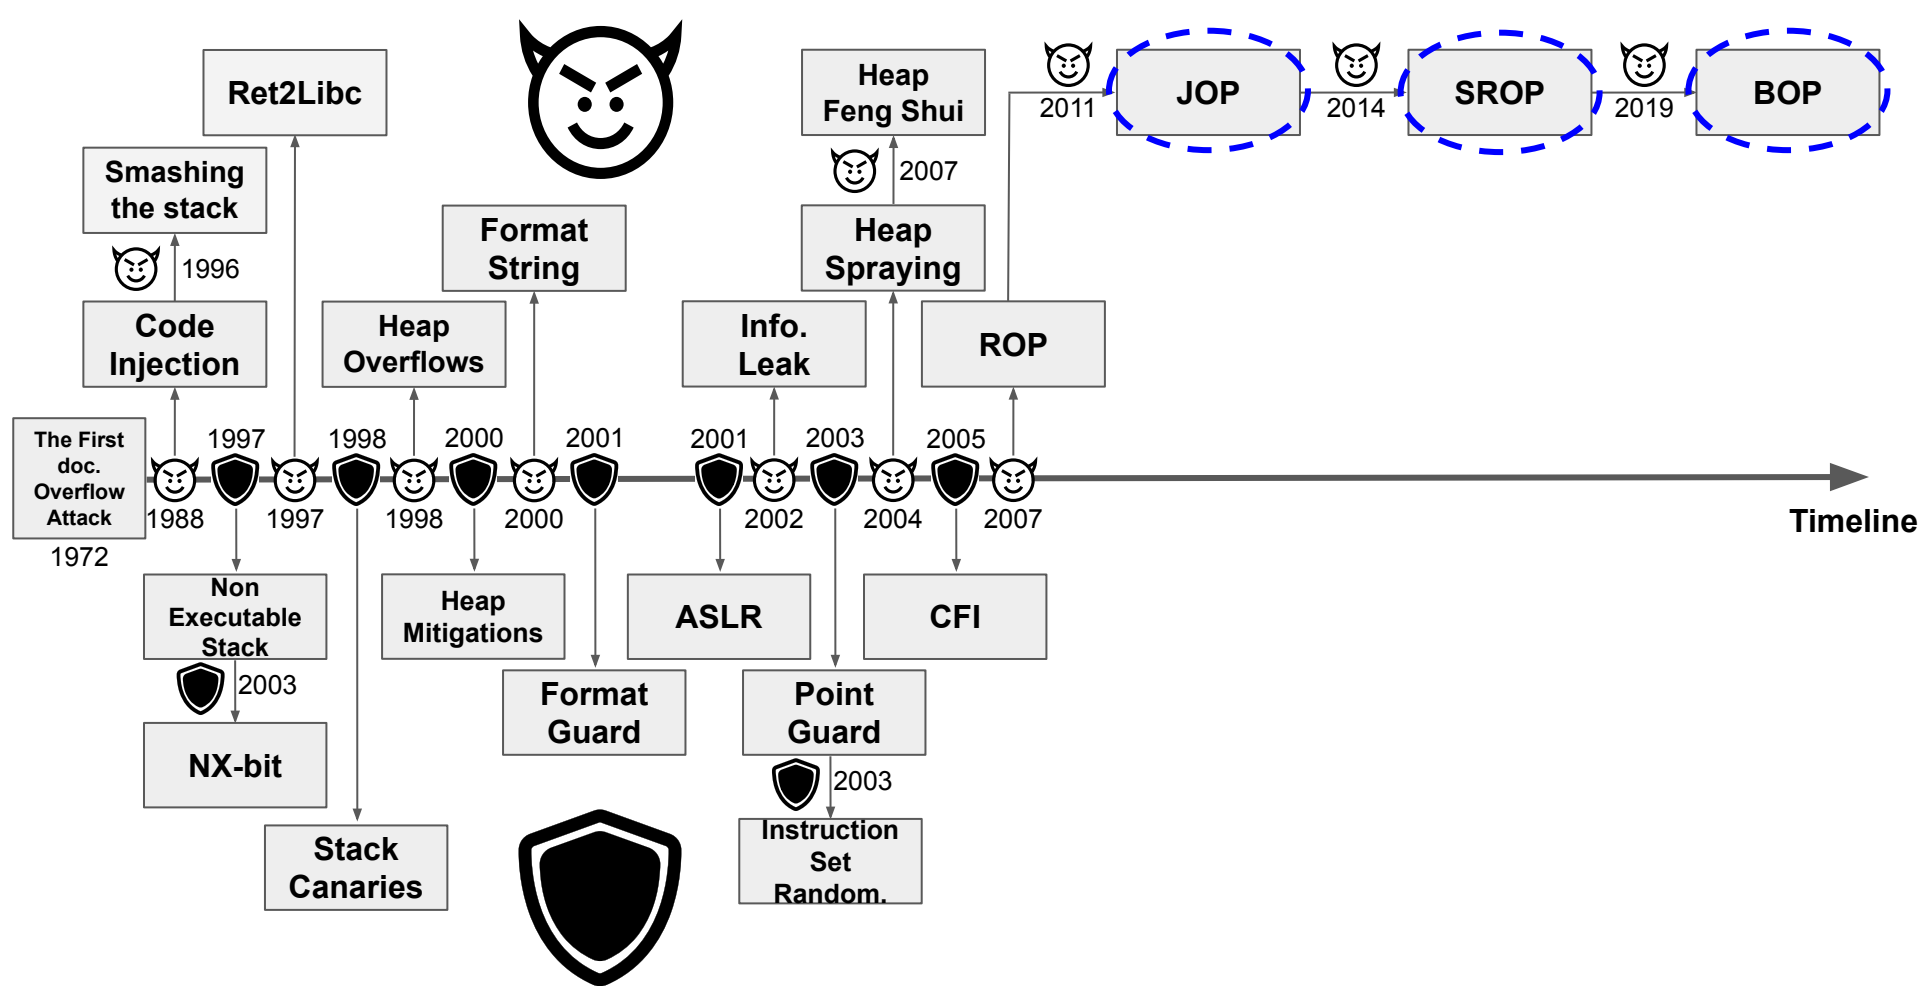 Ret2Libc
Smashing
the stack
1996
Code
Injection
Heap
Overflows
Format
String
Heap
Feng Shui
2007
Heap
Spraying
Info.
Leak
ROP
2011
JOP
2014
SROP
2019
BOP
The First
doc.
Overflow
Attack
1972
1988
1997
1997
1998
1998
2000
2000
2001
2001
2002
2003
2004
2005
2007
Timeline
Non
Executable
Stack
2003
NX-bit
Stack
Canaries
Heap
Mitigations
Format
Guard
ASLR
Point
Guard
2003
Instruction
Set
Random.
CFI